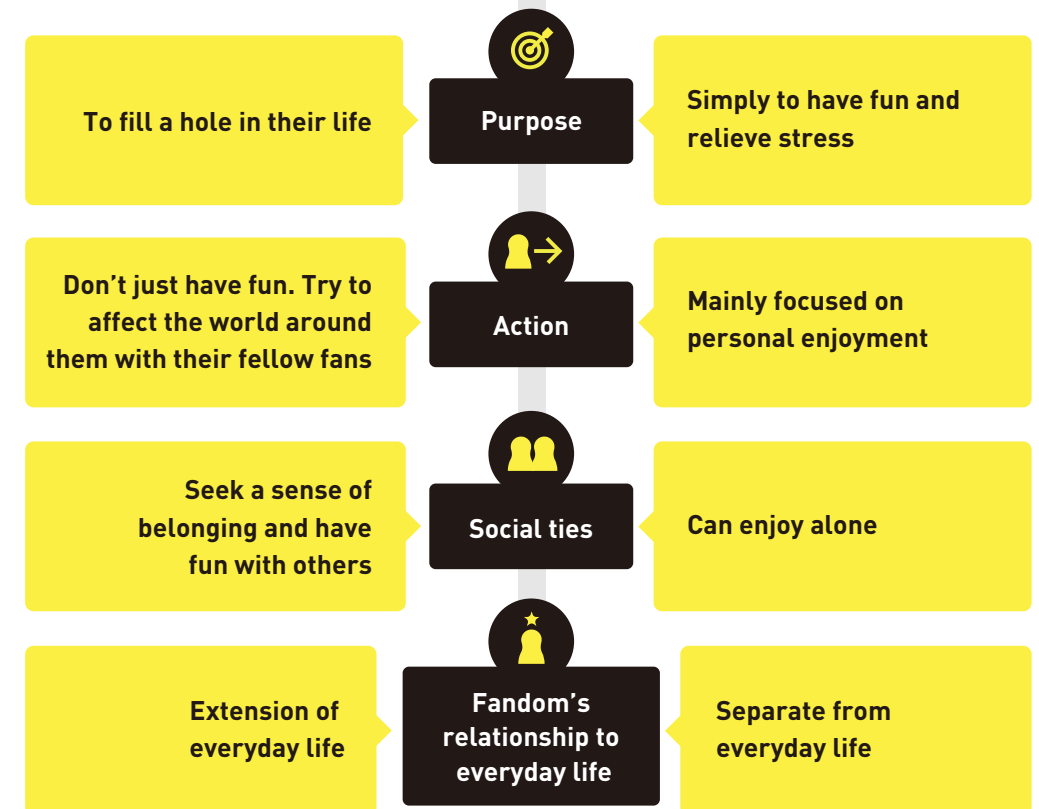 To fill a hole in their life
Purpose
Simply to have fun and
relieve stress
Don’t just have fun. Try to
affect the world around
them with their fellow fans
Action
Mainly focused on
personal enjoyment
Seek a sense of
belonging and have
fun with others
Social ties
Can enjoy alone
Extension of
everyday life
Fandom’s
relationship to
everyday life
Separate from
everyday life